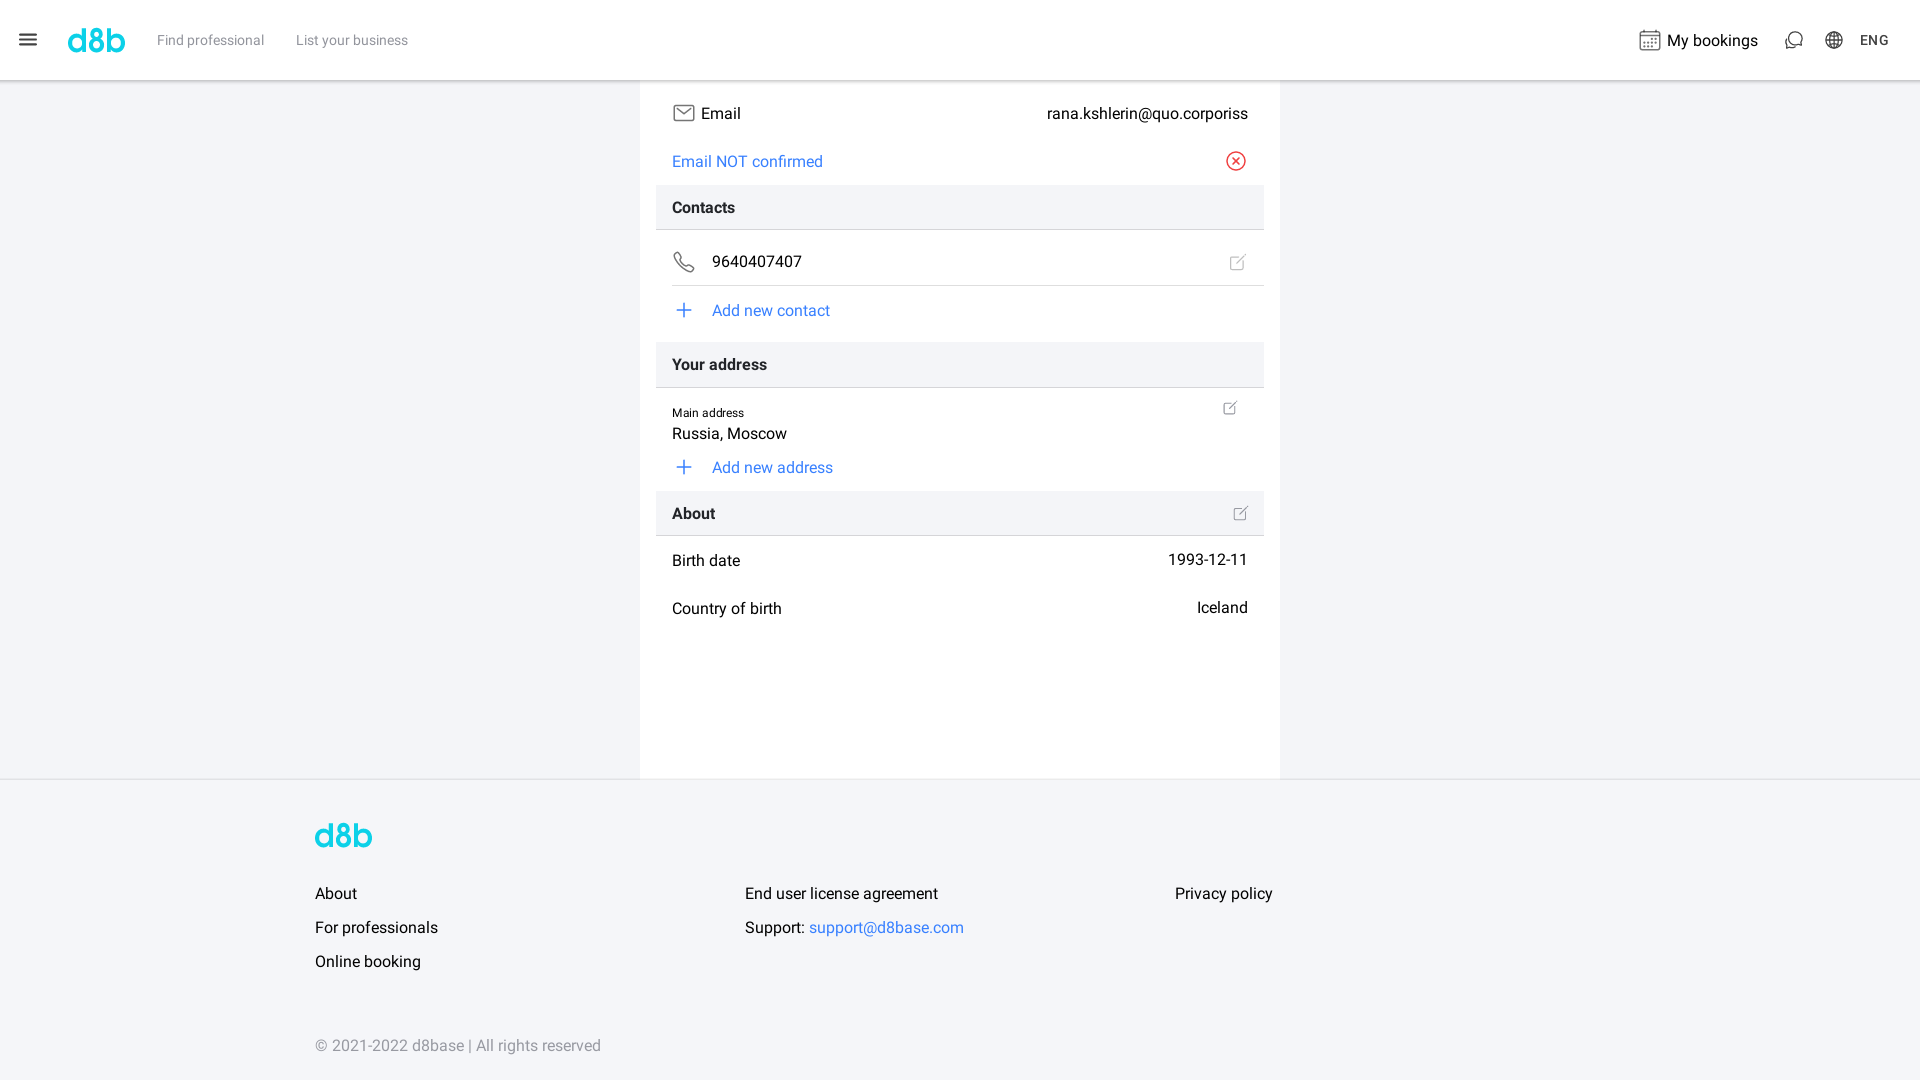 d8b
Find professional
List your business
My bookings
ENG
Email
rana.kshlerin@quo.corporiss
Email NOT confirmed
Contacts
9640407407
Add new contact
Your address
Main address
Russia, Moscow
Add new address
About
Birth date
1993-12-11
Country of birth
Iceland
d8b
About
End user license agreement
Privacy policy
For professionals
Support: support@d8base.com
Online booking
© 2021-2022 d8base | All rights reserved